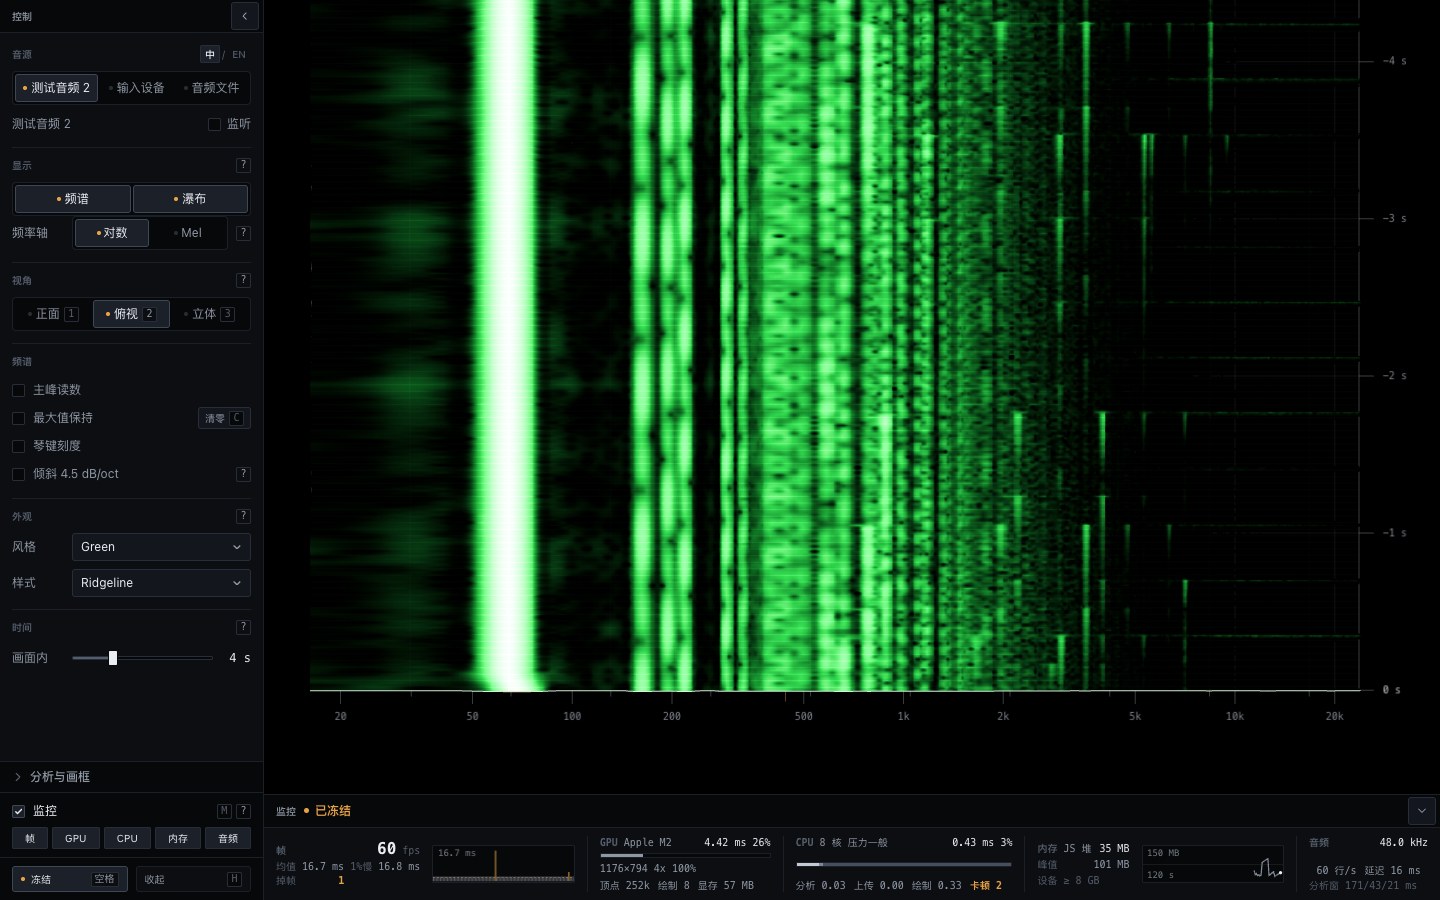 控制
音源 中 / EN
测试音频 2 输入设备 音频文件
测试音频 2 监听
显示 ?
频谱 瀑布
频率轴 对数 Mel ?
视角 ?
正面 1 俯视 2 立体 3
频谱
主峰读数
最大值保持 清零 C
琴键刻度
倾斜 4.5 dB/oct ?
外观 ?
风格 Green
样式 Ridgeline
时间 ?
画面内 4 s
分析与画框
监控 M ?
帧 GPU CPU 内存 音频
冻结 空格 收起 H
−4 s
−3 s
−2 s
−1 s
0 s
20 50 100 200 500 1k 2k 5k 10k 20k
监控 已冻结
帧 60 fps
均值 16.7 ms 1%慢 16.8 ms
掉帧 1
16.7 ms
GPU Apple M2 4.42 ms 26%
1176×794 4x 100%
顶点 252k 绘制 8 显存 57 MB
CPU 8 核 压力一般 0.43 ms 3%
分析 0.03 上传 0.00 绘制 0.33 卡顿 2
内存 JS 堆 35 MB
峰值 101 MB
设备 ≥ 8 GB
150 MB
120 s
音频 48.0 kHz
60 行/s 延迟 16 ms
分析窗 171/43/21 ms